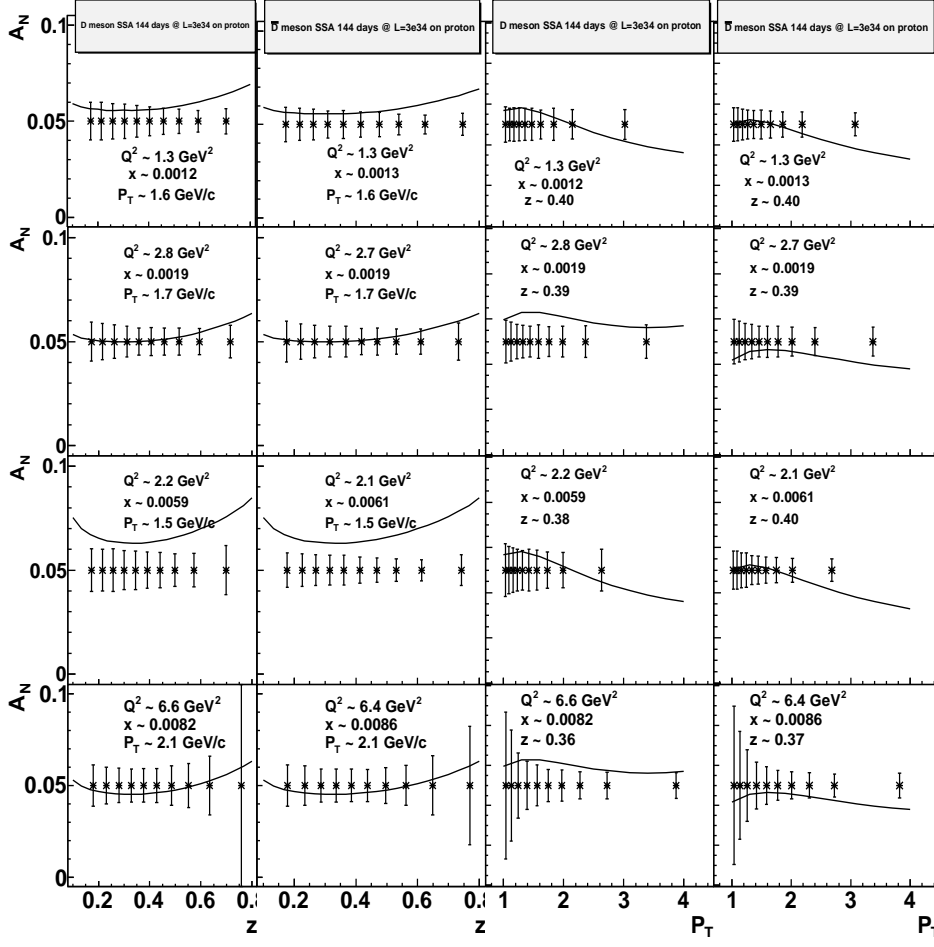 D meson SSA 144 days @ L=3e34 on proton
D̅ meson SSA 144 days @ L=3e34 on proton
D meson SSA 144 days @ L=3e34 on proton
D̅ meson SSA 144 days @ L=3e34 on proton
A_N
0.1
0.05
0
Q² ~ 1.3 GeV²
x ~ 0.0012
P_T ~ 1.6 GeV/c
Q² ~ 1.3 GeV²
x ~ 0.0013
P_T ~ 1.6 GeV/c
Q² ~ 1.3 GeV²
x ~ 0.0012
z ~ 0.40
Q² ~ 1.3 GeV²
x ~ 0.0013
z ~ 0.40
A_N
0.1
0.05
0
Q² ~ 2.8 GeV²
x ~ 0.0019
P_T ~ 1.7 GeV/c
Q² ~ 2.7 GeV²
x ~ 0.0019
P_T ~ 1.7 GeV/c
Q² ~ 2.8 GeV²
x ~ 0.0019
z ~ 0.39
Q² ~ 2.7 GeV²
x ~ 0.0019
z ~ 0.39
A_N
0.1
0.05
0
Q² ~ 2.2 GeV²
x ~ 0.0059
P_T ~ 1.5 GeV/c
Q² ~ 2.1 GeV²
x ~ 0.0061
P_T ~ 1.5 GeV/c
Q² ~ 2.2 GeV²
x ~ 0.0059
z ~ 0.38
Q² ~ 2.1 GeV²
x ~ 0.0061
z ~ 0.40
A_N
0.1
0.05
0
Q² ~ 6.6 GeV²
x ~ 0.0082
P_T ~ 2.1 GeV/c
Q² ~ 6.4 GeV²
x ~ 0.0086
P_T ~ 2.1 GeV/c
Q² ~ 6.6 GeV²
x ~ 0.0082
z ~ 0.36
Q² ~ 6.4 GeV²
x ~ 0.0086
z ~ 0.37
0.2 0.4 0.6
0.2 0.4 0.6
1 2 3 4
1 2 3 4
z
z
P_T
P_T